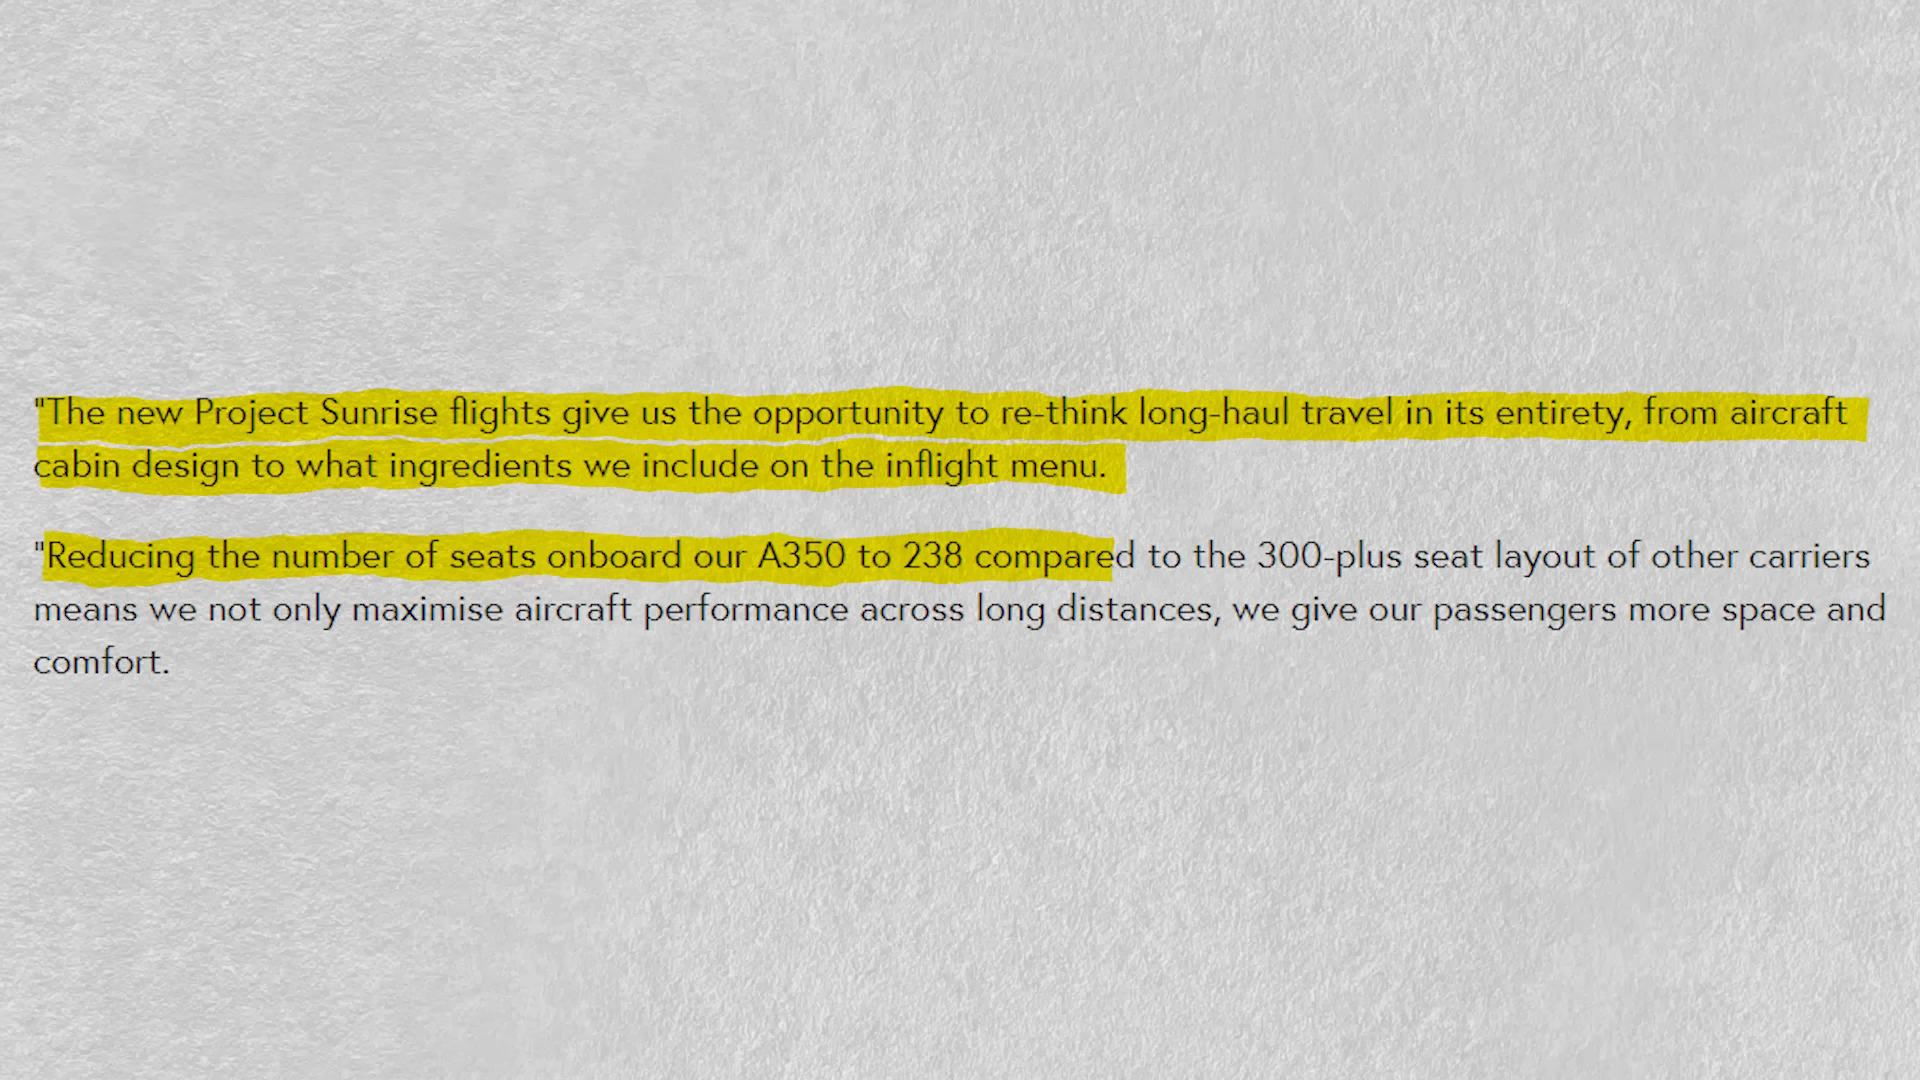 "The new Project Sunrise flights give us the opportunity to re-think long-haul travel in its entirety, from aircraft
cabin design to what ingredients we include on the inflight menu.
"Reducing the number of seats onboard our A350 to 238 compared to the 300-plus seat layout of other carriers
means we not only maximise aircraft performance across long distances, we give our passengers more space and
comfort.